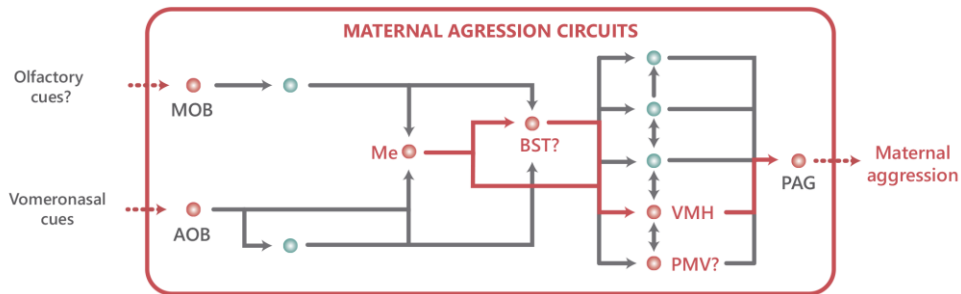 MATERNAL AGRESSION CIRCUITS
Olfactory
cues?
MOB
Me
BST?
Vomeronasal
cues
AOB
VMH
PMV?
PAG
Maternal
aggression